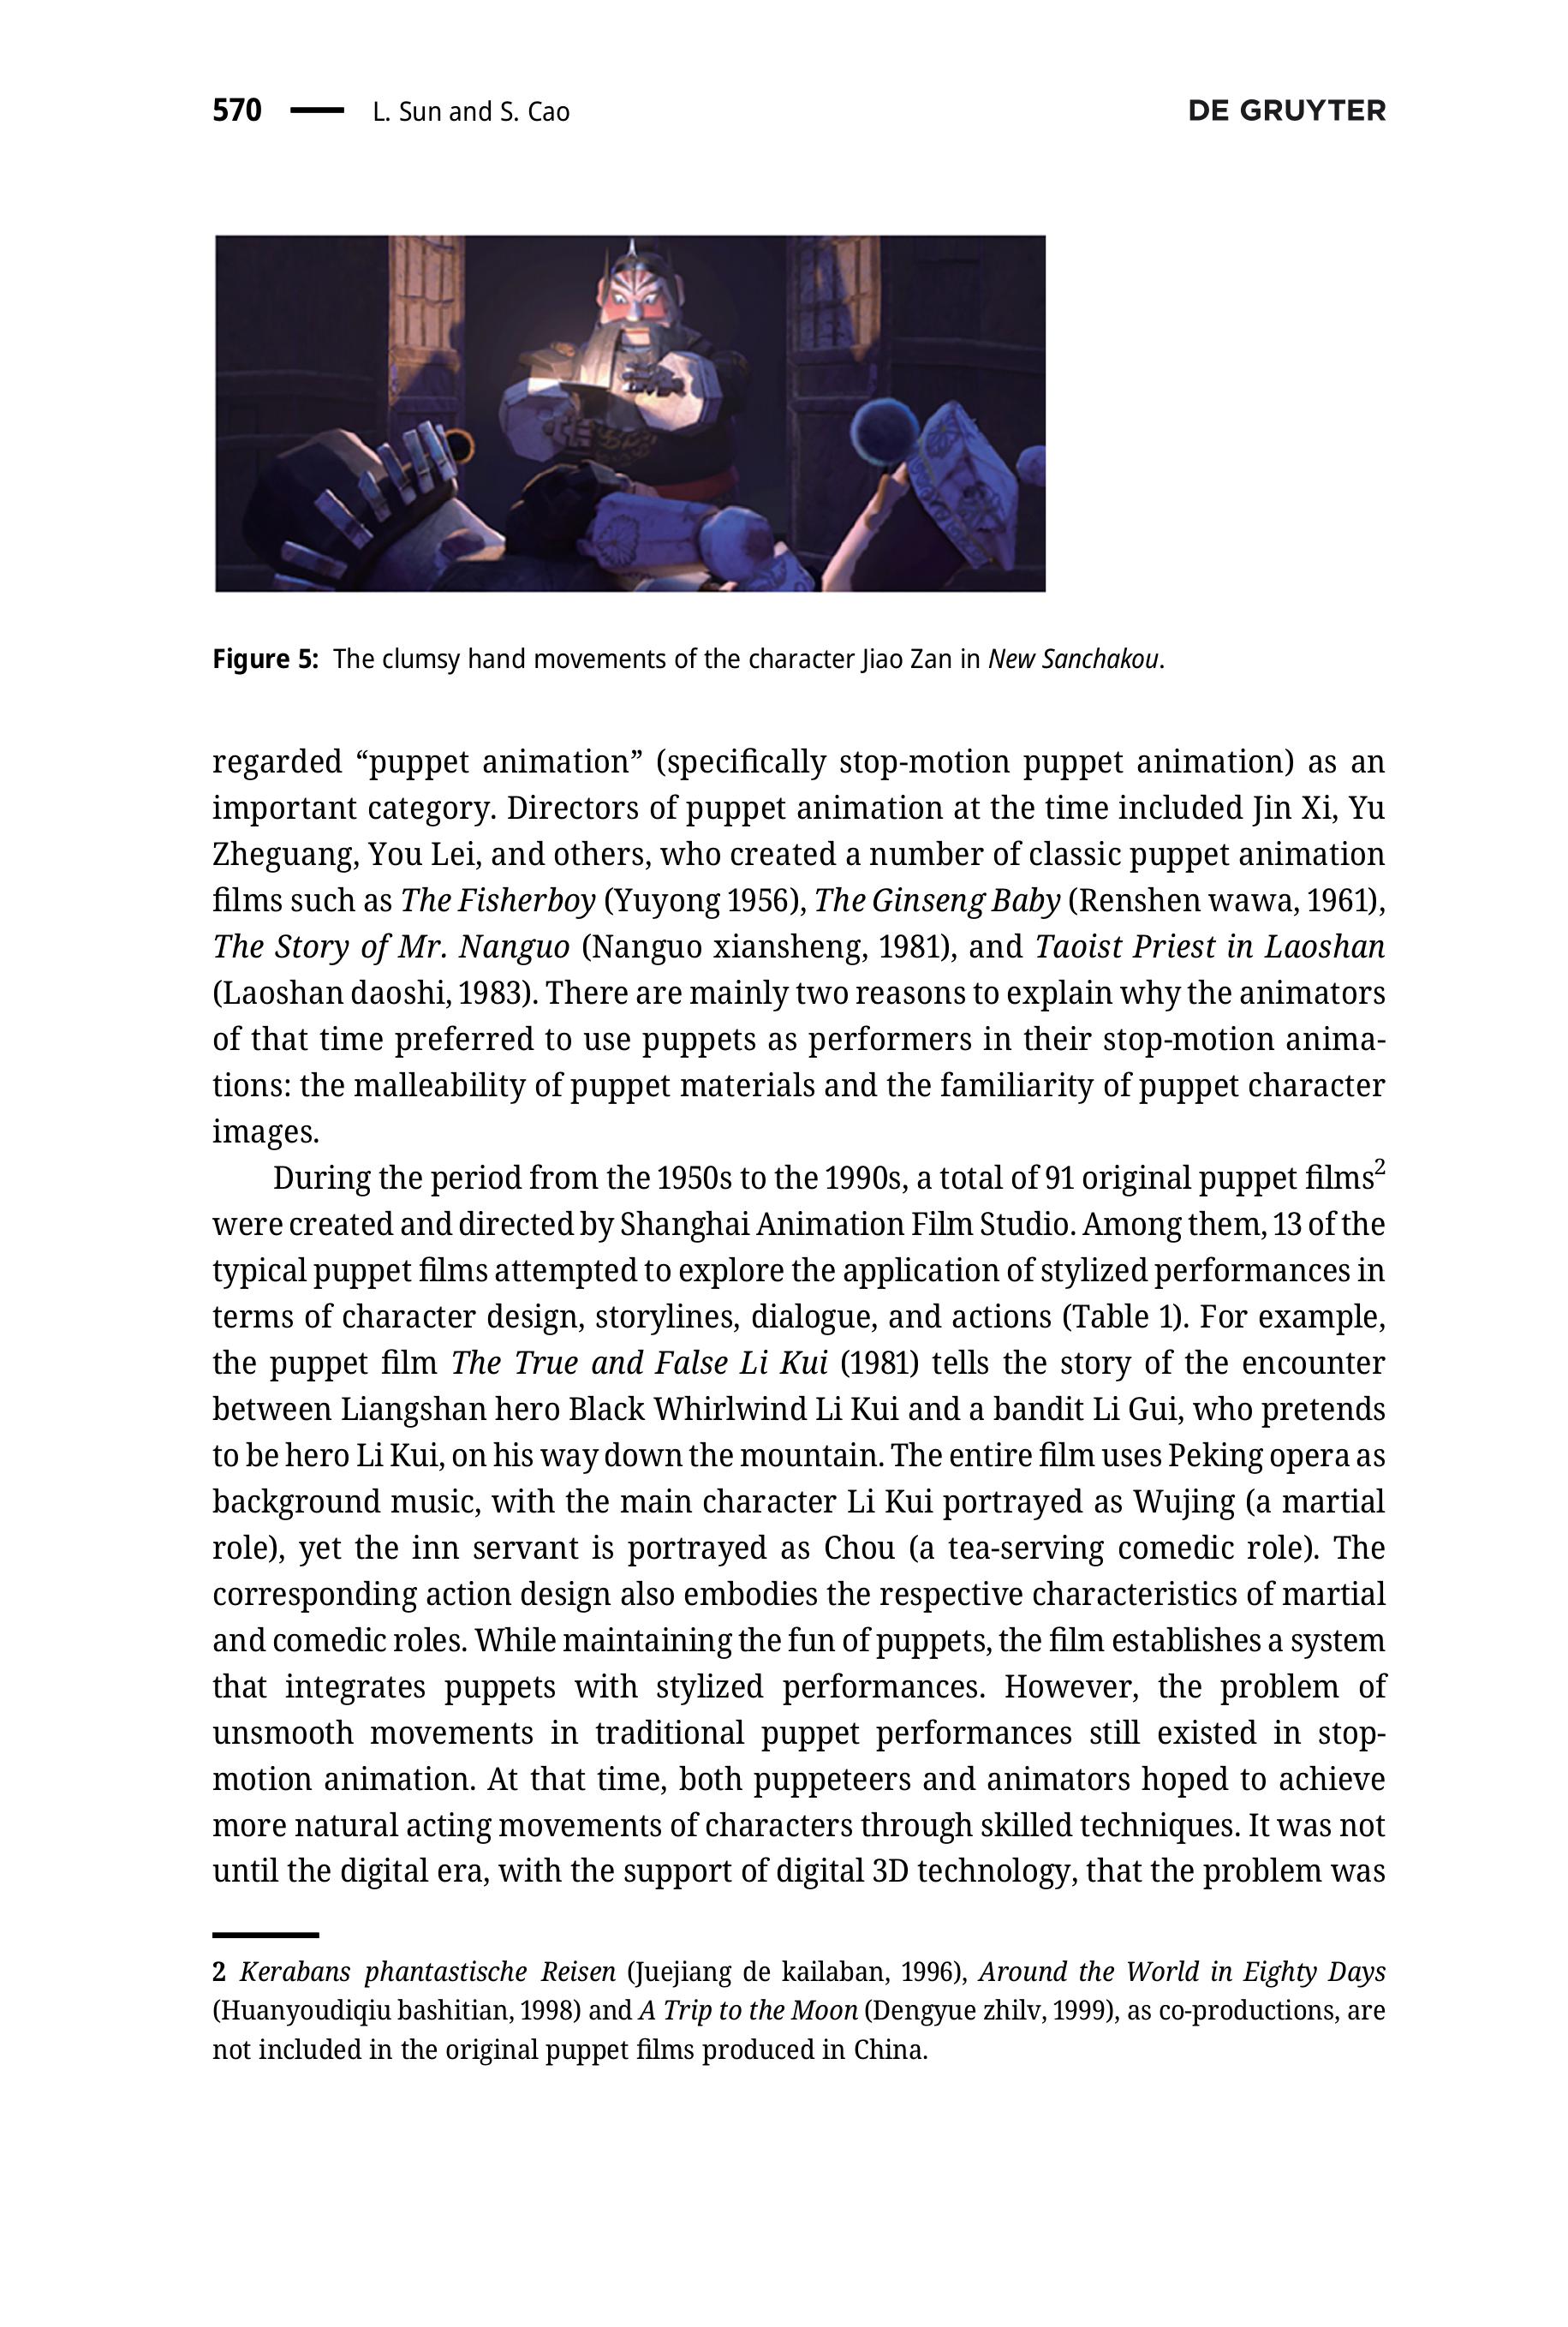 570 — L. Sun and S. Cao DE GRUYTER
Figure 5: The clumsy hand movements of the character Jiao Zan in New Sanchakou.
regarded “puppet animation” (specifically stop-motion puppet animation) as an
important category. Directors of puppet animation at the time included Jin Xi, Yu
Zheguang, You Lei, and others, who created a number of classic puppet animation
films such as The Fisherboy (Yuyong 1956), The Ginseng Baby (Renshen wawa, 1961),
The Story of Mr. Nanguo (Nanguo xiansheng, 1981), and Taoist Priest in Laoshan
(Laoshan daoshi, 1983). There are mainly two reasons to explain why the animators
of that time preferred to use puppets as performers in their stop-motion anima-
tions: the malleability of puppet materials and the familiarity of puppet character
images.
During the period from the 1950s to the 1990s, a total of 91 original puppet films2
were created and directed by Shanghai Animation Film Studio. Among them, 13 of the
typical puppet films attempted to explore the application of stylized performances in
terms of character design, storylines, dialogue, and actions (Table 1). For example,
the puppet film The True and False Li Kui (1981) tells the story of the encounter
between Liangshan hero Black Whirlwind Li Kui and a bandit Li Gui, who pretends
to be hero Li Kui, on his way down the mountain. The entire film uses Peking opera as
background music, with the main character Li Kui portrayed as Wujing (a martial
role), yet the inn servant is portrayed as Chou (a tea-serving comedic role). The
corresponding action design also embodies the respective characteristics of martial
and comedic roles. While maintaining the fun of puppets, the film establishes a system
that integrates puppets with stylized performances. However, the problem of
unsmooth movements in traditional puppet performances still existed in stop-
motion animation. At that time, both puppeteers and animators hoped to achieve
more natural acting movements of characters through skilled techniques. It was not
until the digital era, with the support of digital 3D technology, that the problem was
2 Kerabans phantastische Reisen (Juejiang de kailaban, 1996), Around the World in Eighty Days
(Huanyoudiqiu bashitian, 1998) and A Trip to the Moon (Dengyue zhilv, 1999), as co-productions, are
not included in the original puppet films produced in China.